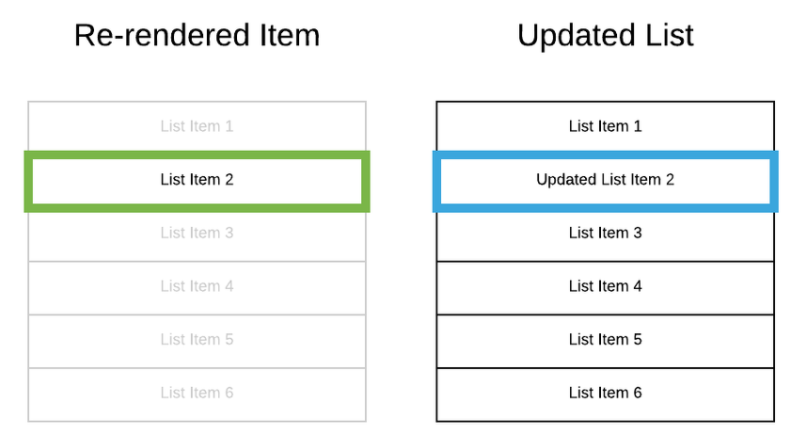 Re-rendered Item
List Item 1
List Item 2
List Item 3
List Item 4
List Item 5
List Item 6
Updated List
List Item 1
Updated List Item 2
List Item 3
List Item 4
List Item 5
List Item 6